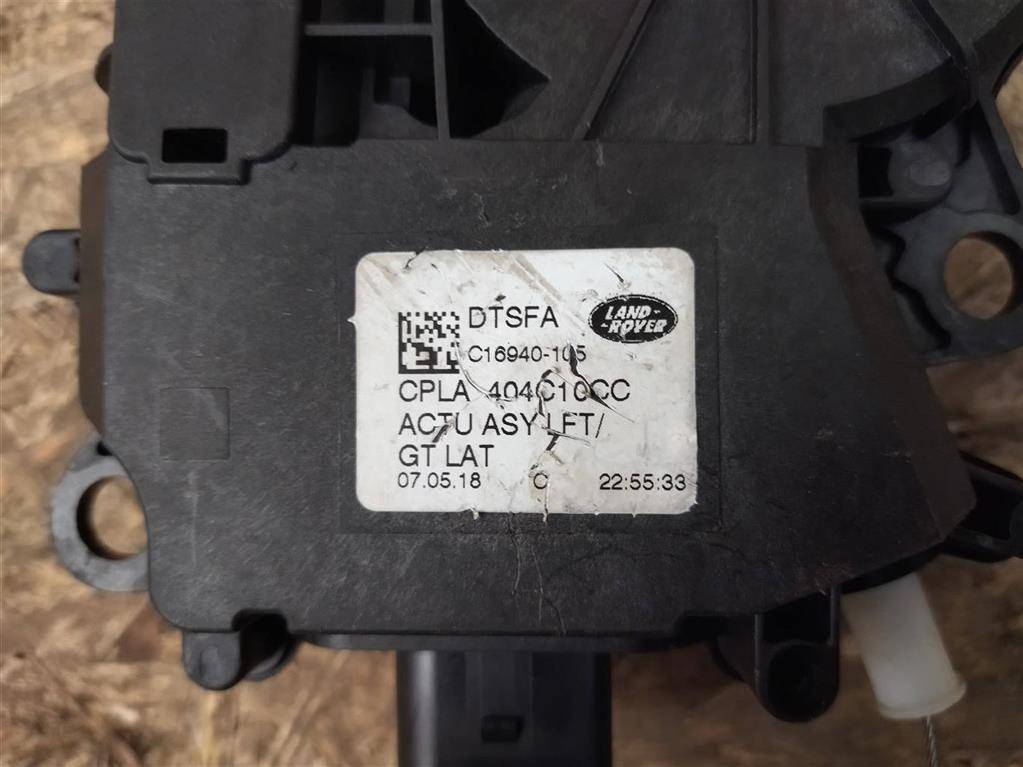 DTSFA
LAND
ROVER
C16940-105
CPLA 404C10CC
ACTU ASY LFT/
GT LAT
07.05.18 C 22:55:33